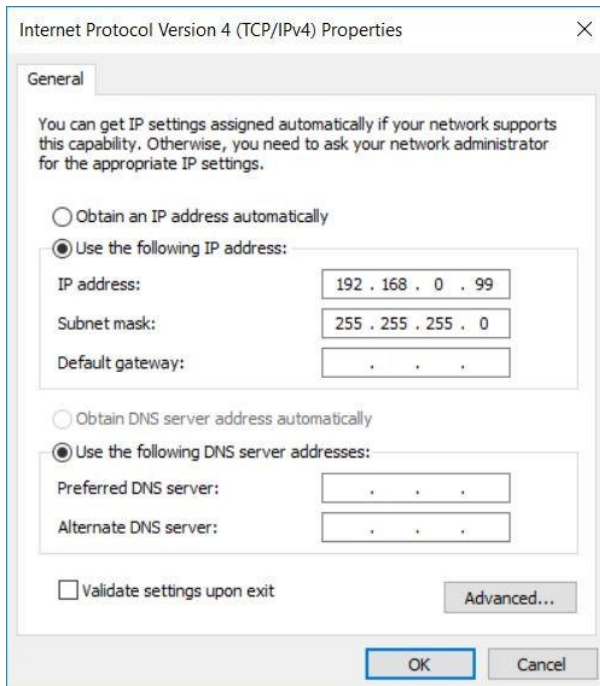 Internet Protocol Version 4 (TCP/IPv4) Properties
General
You can get IP settings assigned automatically if your network supports
this capability. Otherwise, you need to ask your network administrator
for the appropriate IP settings.
Obtain an IP address automatically
Use the following IP address:
IP address: 192 . 168 . 0 . 99
Subnet mask: 255 . 255 . 255 . 0
Default gateway: . . .
Obtain DNS server address automatically
Use the following DNS server addresses:
Preferred DNS server: . . .
Alternate DNS server: . . .
Validate settings upon exit
Advanced...
OK Cancel